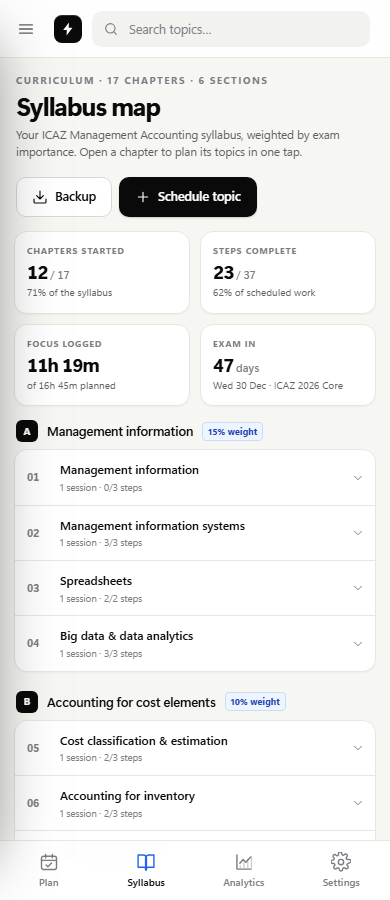 Search topics...
CURRICULUM · 17 CHAPTERS · 6 SECTIONS
Syllabus map
Your ICAZ Management Accounting syllabus, weighted by exam
importance. Open a chapter to plan its topics in one tap.
Backup
Schedule topic
CHAPTERS STARTED
12 / 17
71% of the syllabus
STEPS COMPLETE
23 / 37
62% of scheduled work
FOCUS LOGGED
11h 19m
of 16h 45m planned
EXAM IN
47 days
Wed 30 Dec · ICAZ 2026 Core
A Management information 15% weight
01 Management information
1 session · 0/3 steps
02 Management information systems
1 session · 3/3 steps
03 Spreadsheets
1 session · 2/2 steps
04 Big data & data analytics
1 session · 3/3 steps
B Accounting for cost elements 10% weight
05 Cost classification & estimation
1 session · 2/3 steps
06 Accounting for inventory
1 session · 2/3 steps
Plan
Syllabus
Analytics
Settings